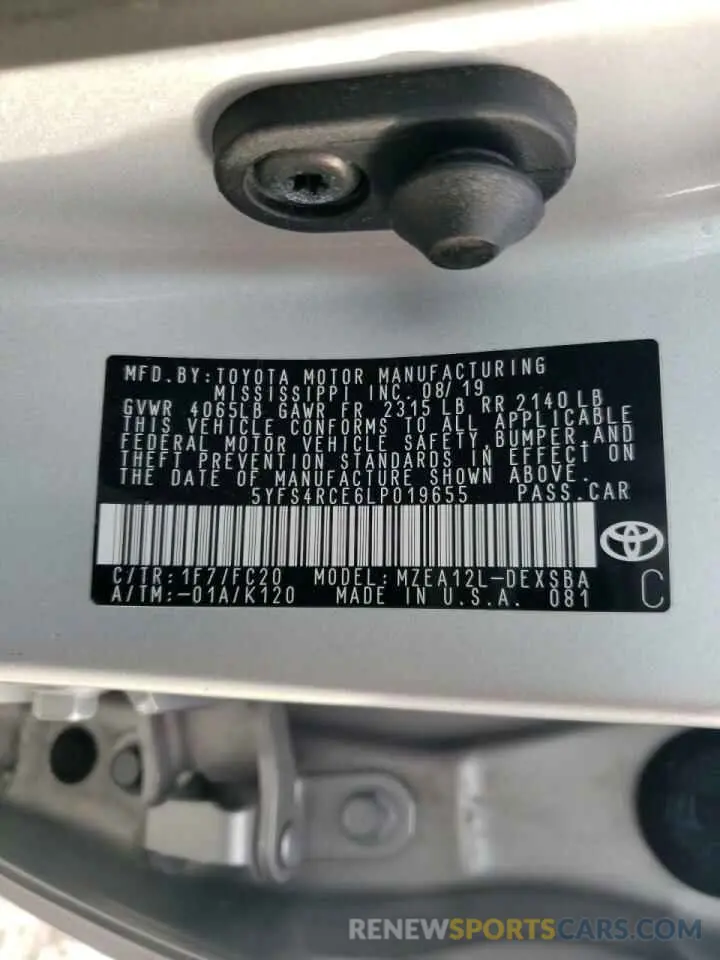 MFD.BY:TOYOTA MOTOR MANUFACTURING
MISSISSIPPI INC. 08/19
GVWR 4065LB GAWR FR 2315 LB RR 2140LB
THIS VEHICLE CONFORMS TO ALL APPLICABLE
FEDERAL MOTOR VEHICLE SAFETY,BUMPER,AND
THEFT PREVENTION STANDARDS IN EFFECT ON
THE DATE OF MANUFACTURE SHOWN ABOVE.
5YFS4RCE6LP019655 PASS.CAR
C/TR:1F7/FC20 MODEL:MZEA12L-DEXSBA
A/TM:-01A/K120 MADE IN U.S.A. 081 C
RENEWSPORTSCARS.COM